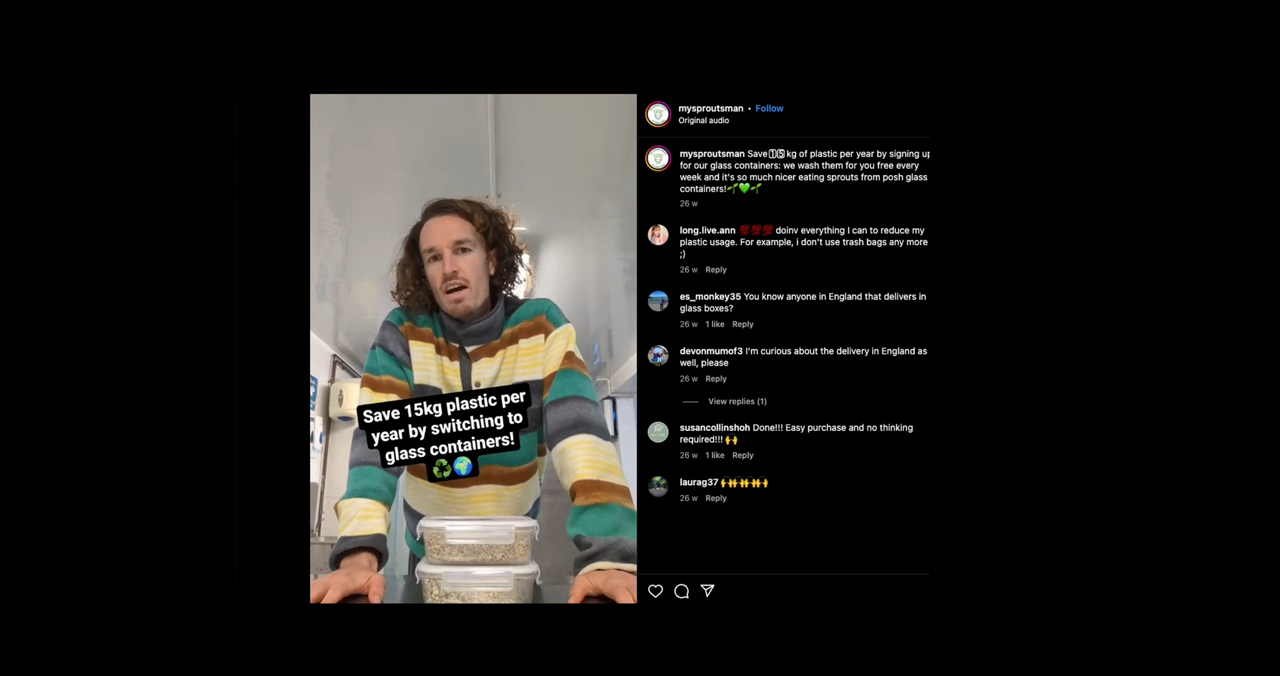 Save 15kg plastic per
year by switching to
glass containers!
♻️🌍
mysproutsman • Follow
Original audio
mysproutsman Save1️⃣5️⃣ kg of plastic per year by signing up
for our glass containers: we wash them for you free every
week and it's so much nicer eating sprouts from posh glass
containers!🌱💚🌱
26 w
long.live.ann 💯💯💯 doinv everything I can to reduce my
plastic usage. For example, i don't use trash bags any more
;)
26 w Reply
es_monkey35 You know anyone in England that delivers in
glass boxes?
26 w 1 like Reply
devonmumof3 I'm curious about the delivery in England as
well, please
26 w Reply
View replies (1)
susancollinshoh Done!!! Easy purchase and no thinking
required!!! 🙌
26 w 1 like Reply
laurag37 🙌🙌🙌🙌
26 w Reply